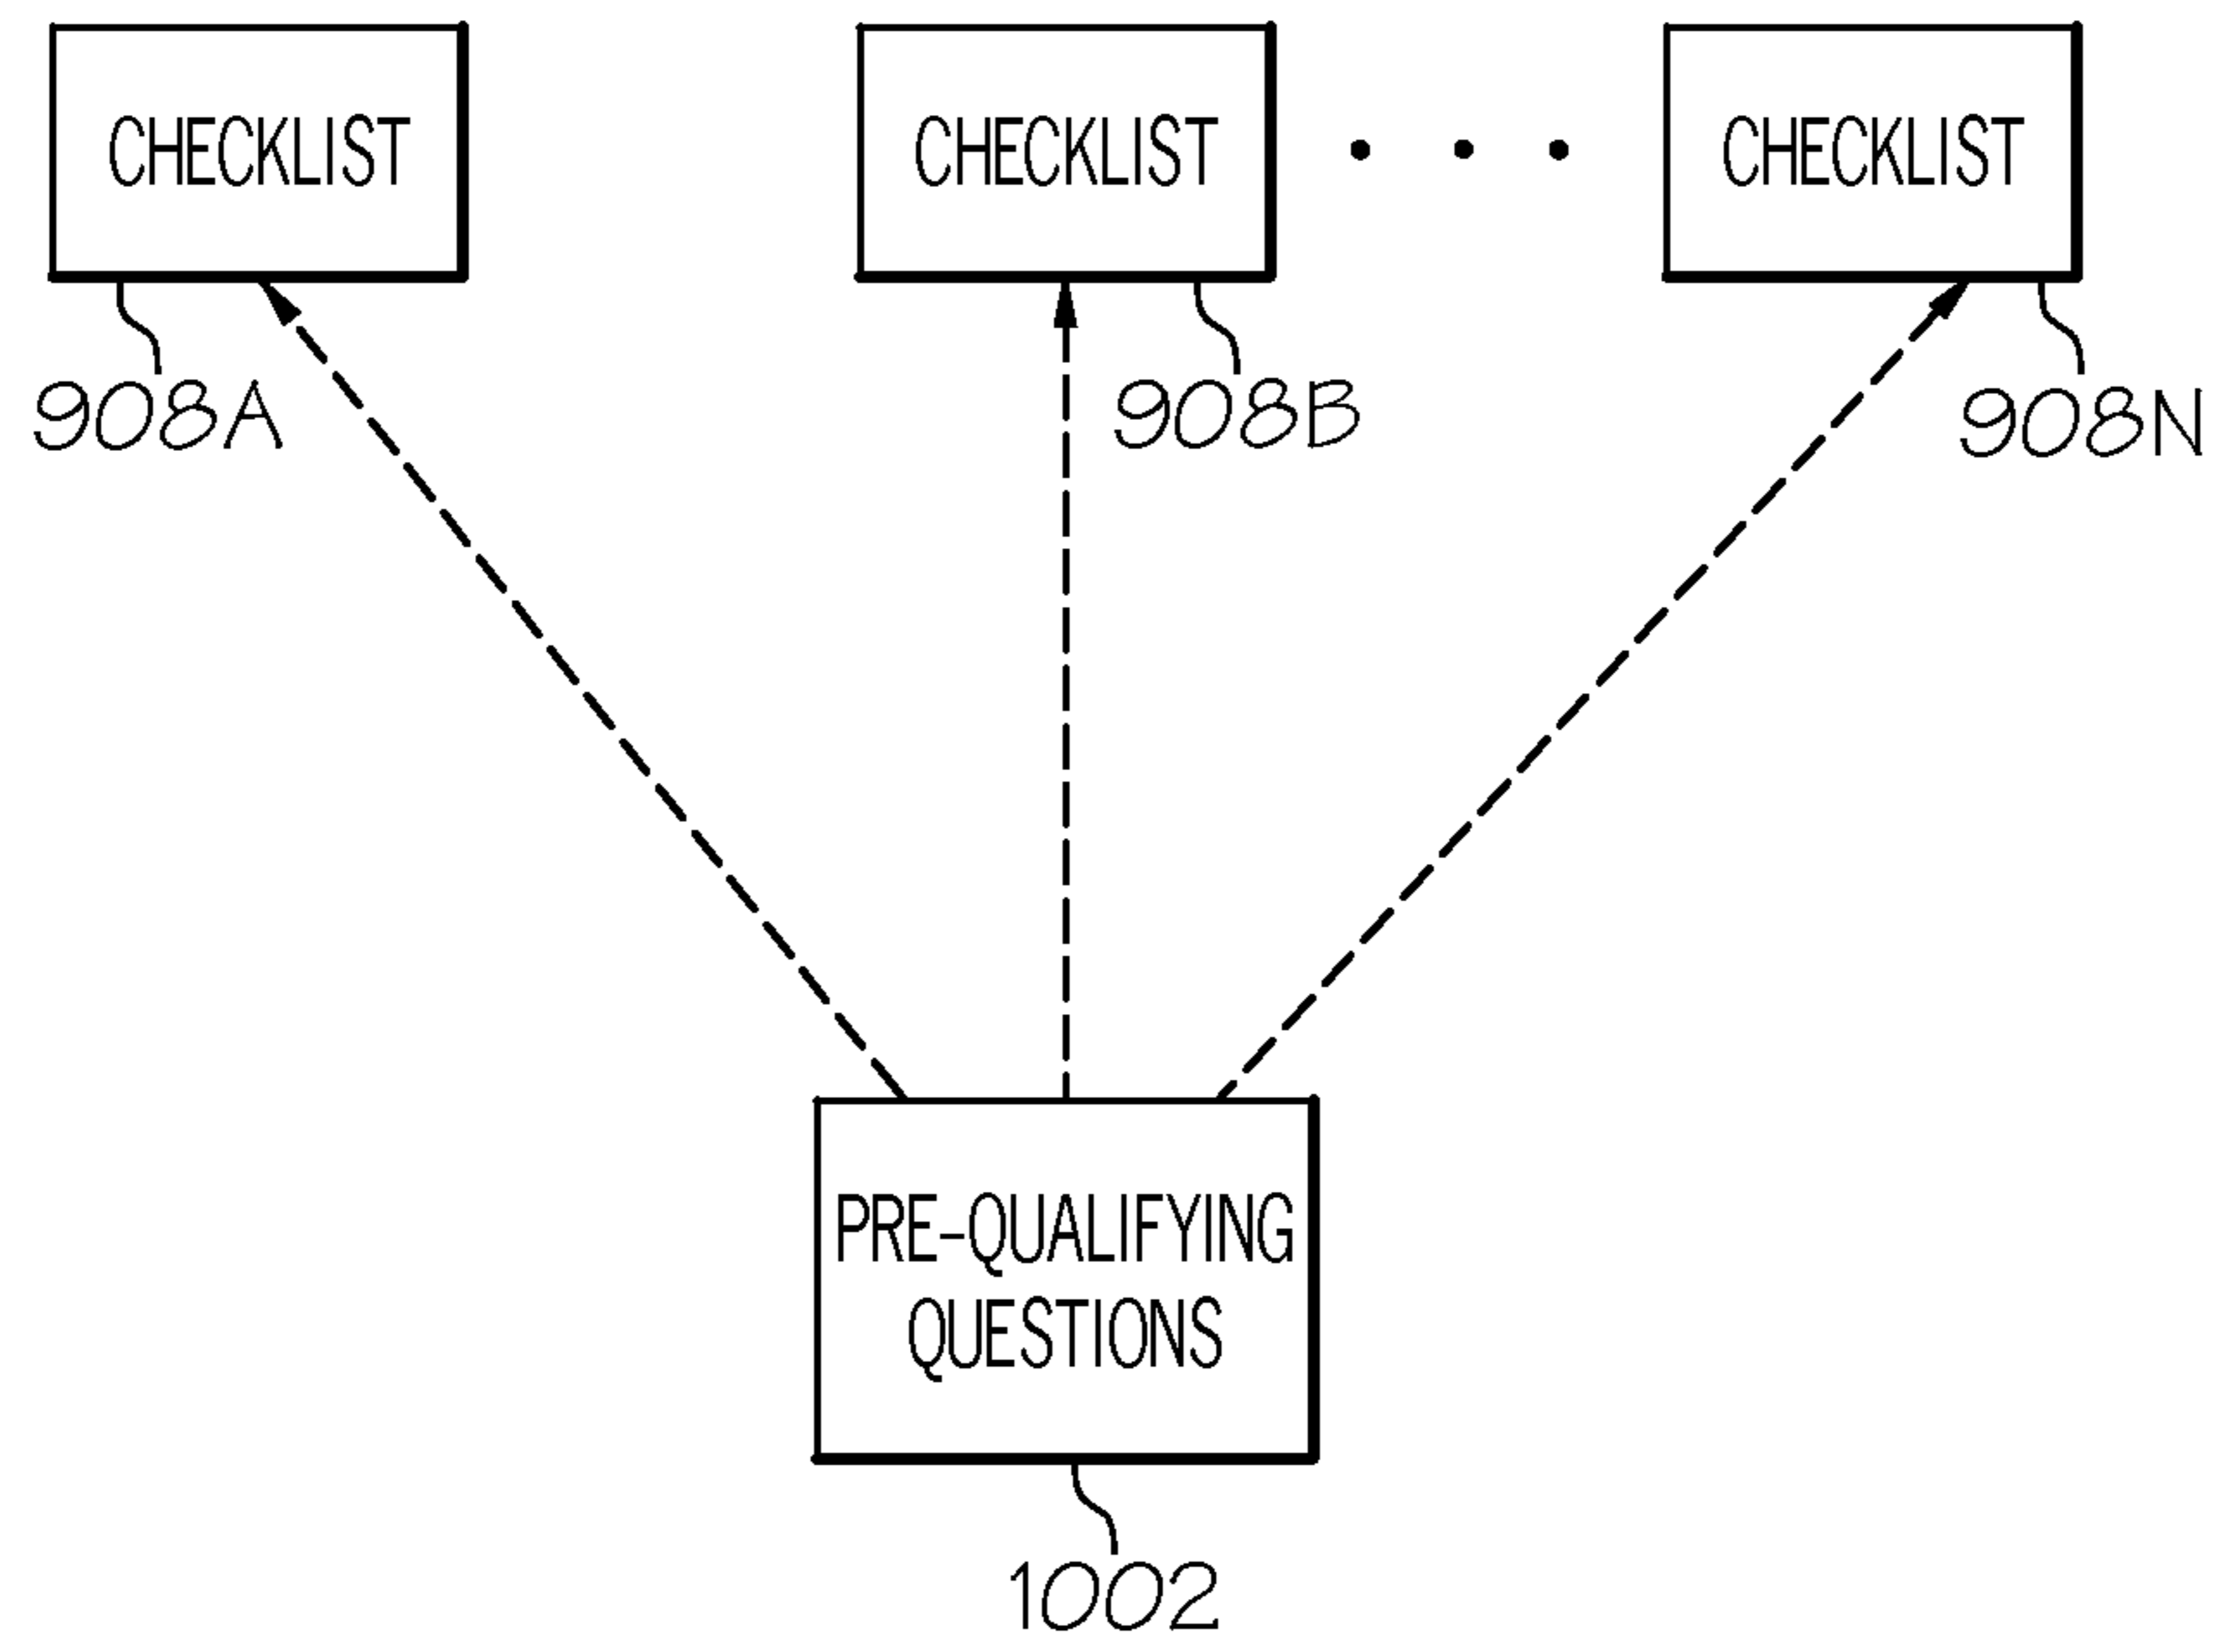 CHECKLIST
CHECKLIST
CHECKLIST
908A
908B
908N
PRE-QUALIFYING
QUESTIONS
1002